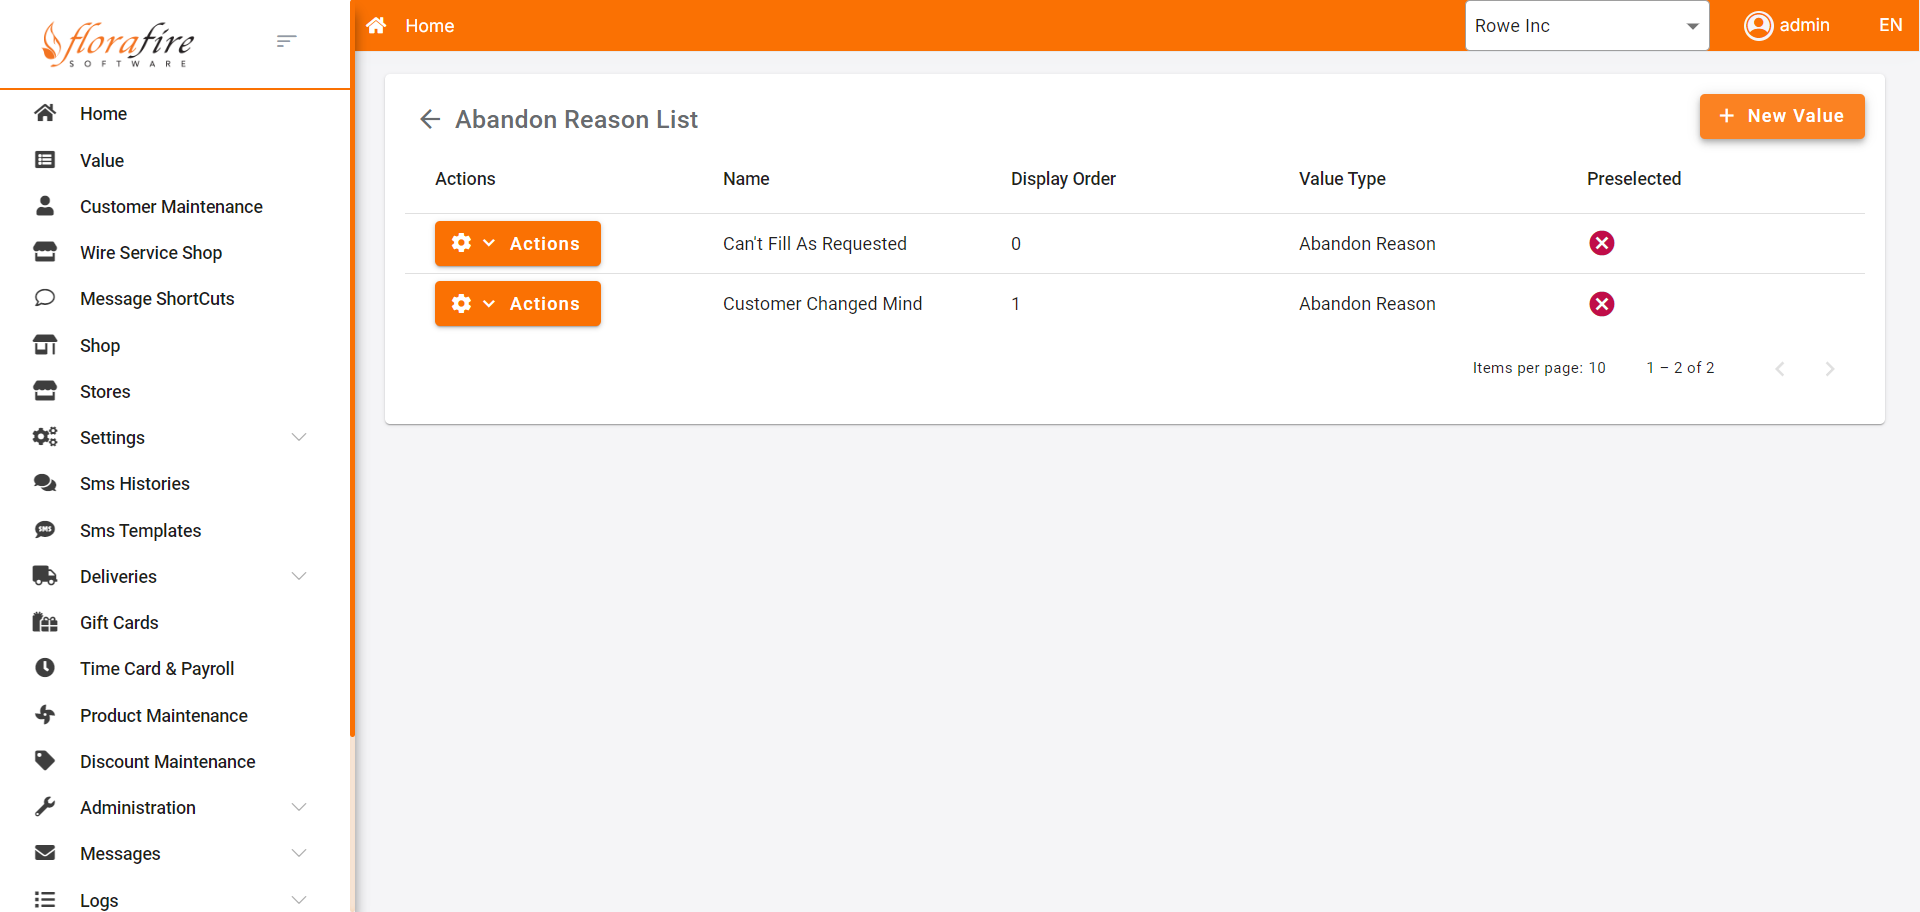 florafire
SOFTWARE
Home
Rowe Inc
admin
EN
Home
Value
Customer Maintenance
Wire Service Shop
Message ShortCuts
Shop
Stores
Settings
Sms Histories
SMS
Sms Templates
Deliveries
Gift Cards
Time Card & Payroll
Product Maintenance
Discount Maintenance
Administration
Messages
Logs
Abandon Reason List
New Value
Actions Name Display Order Value Type Preselected
Actions Can't Fill As Requested 0 Abandon Reason
Actions Customer Changed Mind 1 Abandon Reason
Items per page: 10 1 – 2 of 2